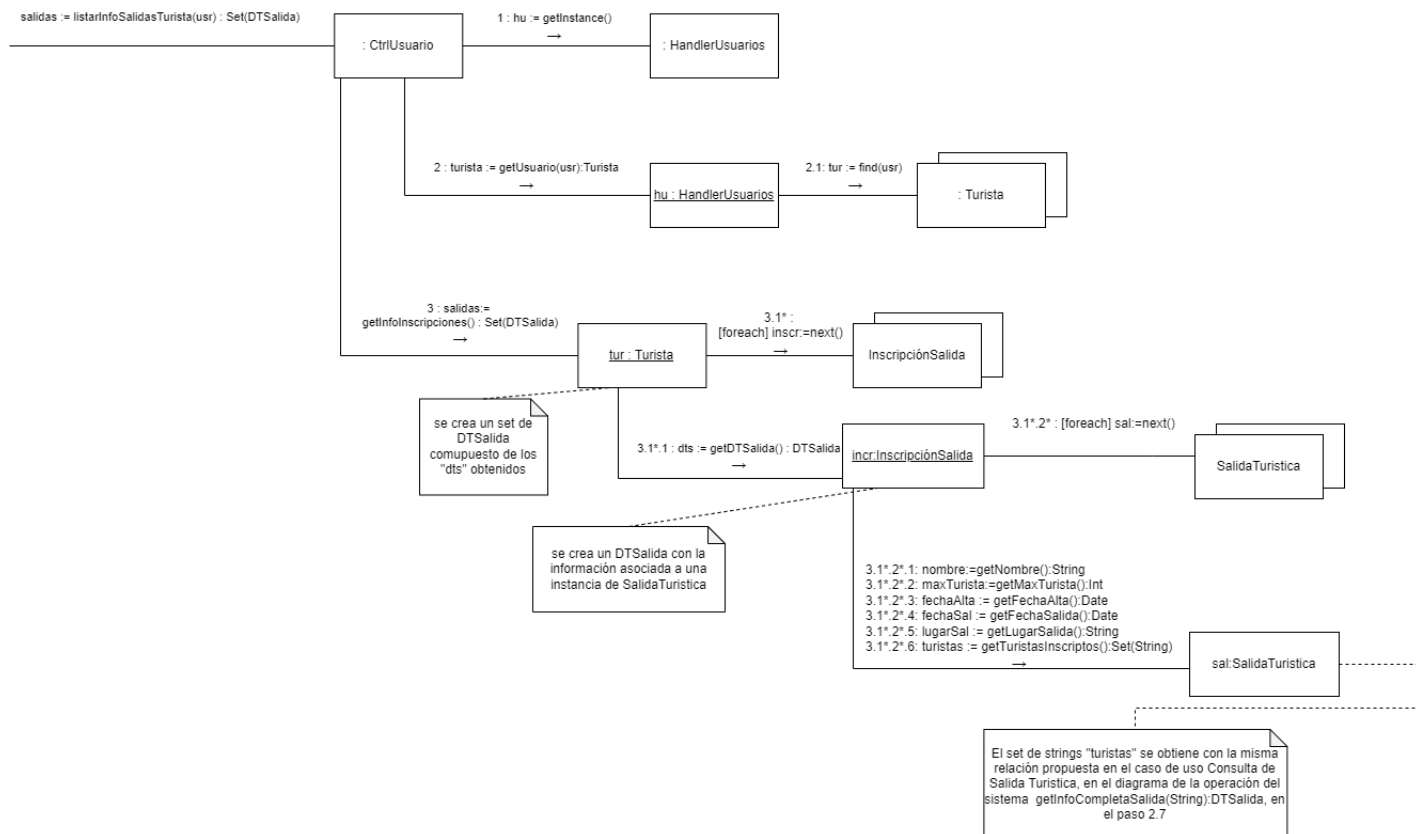 salidas := listarInfoSalidasTurista(usr) : Set(DTSalida)
1 : hu := getInstance()
: CtrlUsuario
: HandlerUsuarios
2 : turista := getUsuario(usr):Turista
2.1: tur := find(usr)
hu : HandlerUsuarios
: Turista
3 : salidas:=
getInfoInscripciones() : Set(DTSalida)
3.1* :
[foreach] inscr:=next()
tur : Turista
InscripciónSalida
se crea un set de
DTSalida
comupuesto de los
"dts" obtenidos
3.1*.1 : dts := getDTSalida() : DTSalida
incr:InscripciónSalida
3.1*.2* : [foreach] sal:=next()
SalidaTuristica
se crea un DTSalida con la
información asociada a una
instancia de SalidaTuristica
3.1*.2*.1: nombre:=getNombre():String
3.1*.2*.2: maxTurista:=getMaxTurista():Int
3.1*.2*.3: fechaAlta := getFechaAlta():Date
3.1*.2*.4: fechaSal := getFechaSalida():Date
3.1*.2*.5: lugarSal := getLugarSalida():String
3.1*.2*.6: turistas := getTuristasInscriptos():Set(String)
sal:SalidaTuristica
El set de strings "turistas" se obtiene con la misma
relación propuesta en el caso de uso Consulta de
Salida Turistica, en el diagrama de la operación del
sistema getInfoCompletaSalida(String):DTSalida, en
el paso 2.7